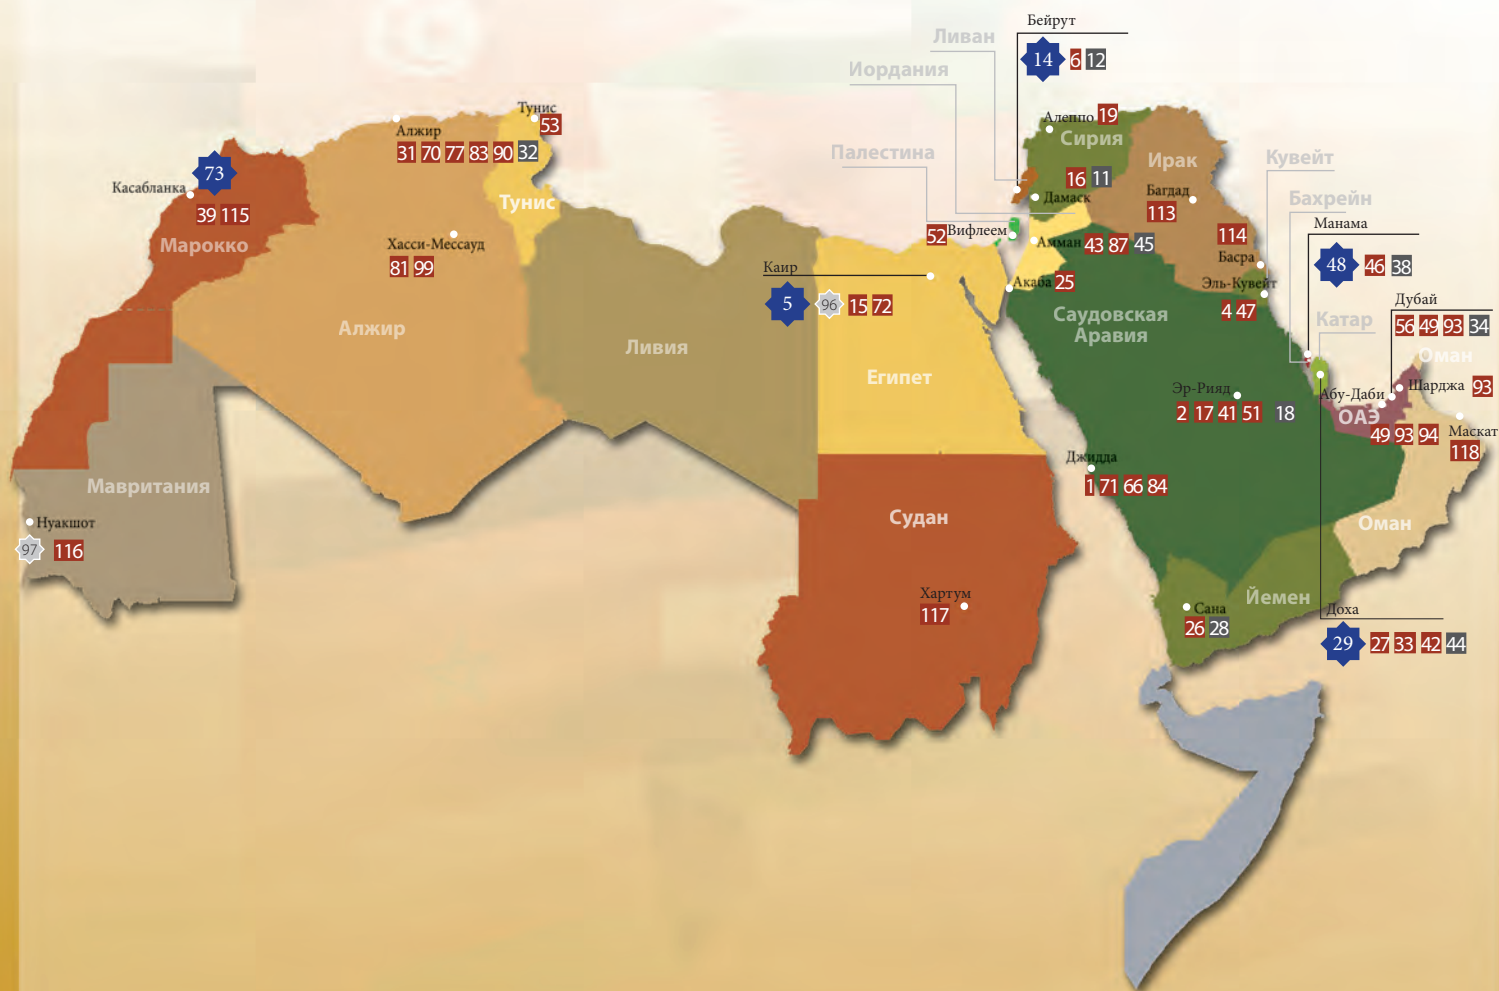 Бейрут
14 6 12
Ливан
Иордания
Палестина
Алеппо 19
Сирия
16 11
Дамаск
Ирак
Багдад
113
Кувейт
Бахрейн
114
Басра
Манама
48 46 38
Эль-Кувейт
4 47
Дубай
56 49 93 34
Катар
Оман
Абу-Даби
Шарджа 93
ОАЭ
49 93 94
Маскат
118
Оман
52 Вифлеем
Амман 43 87 45
Акаба 25
Саудовская
Аравия
Эр-Рияд
2 17 41 51 18
Джидда
1 71 66 84
Йемен
Сана
26 28
Доха
29 27 33 42 44
Тунис
53
Алжир
31 70 77 83 90 32
73
Касабланка
39 115
Марокко
Тунис
Хасси-Мессауд
81 99
Алжир
Ливия
Каир
5 96 15 72
Египет
Мавритания
Нуакшот
97 116
Судан
Хартум
117